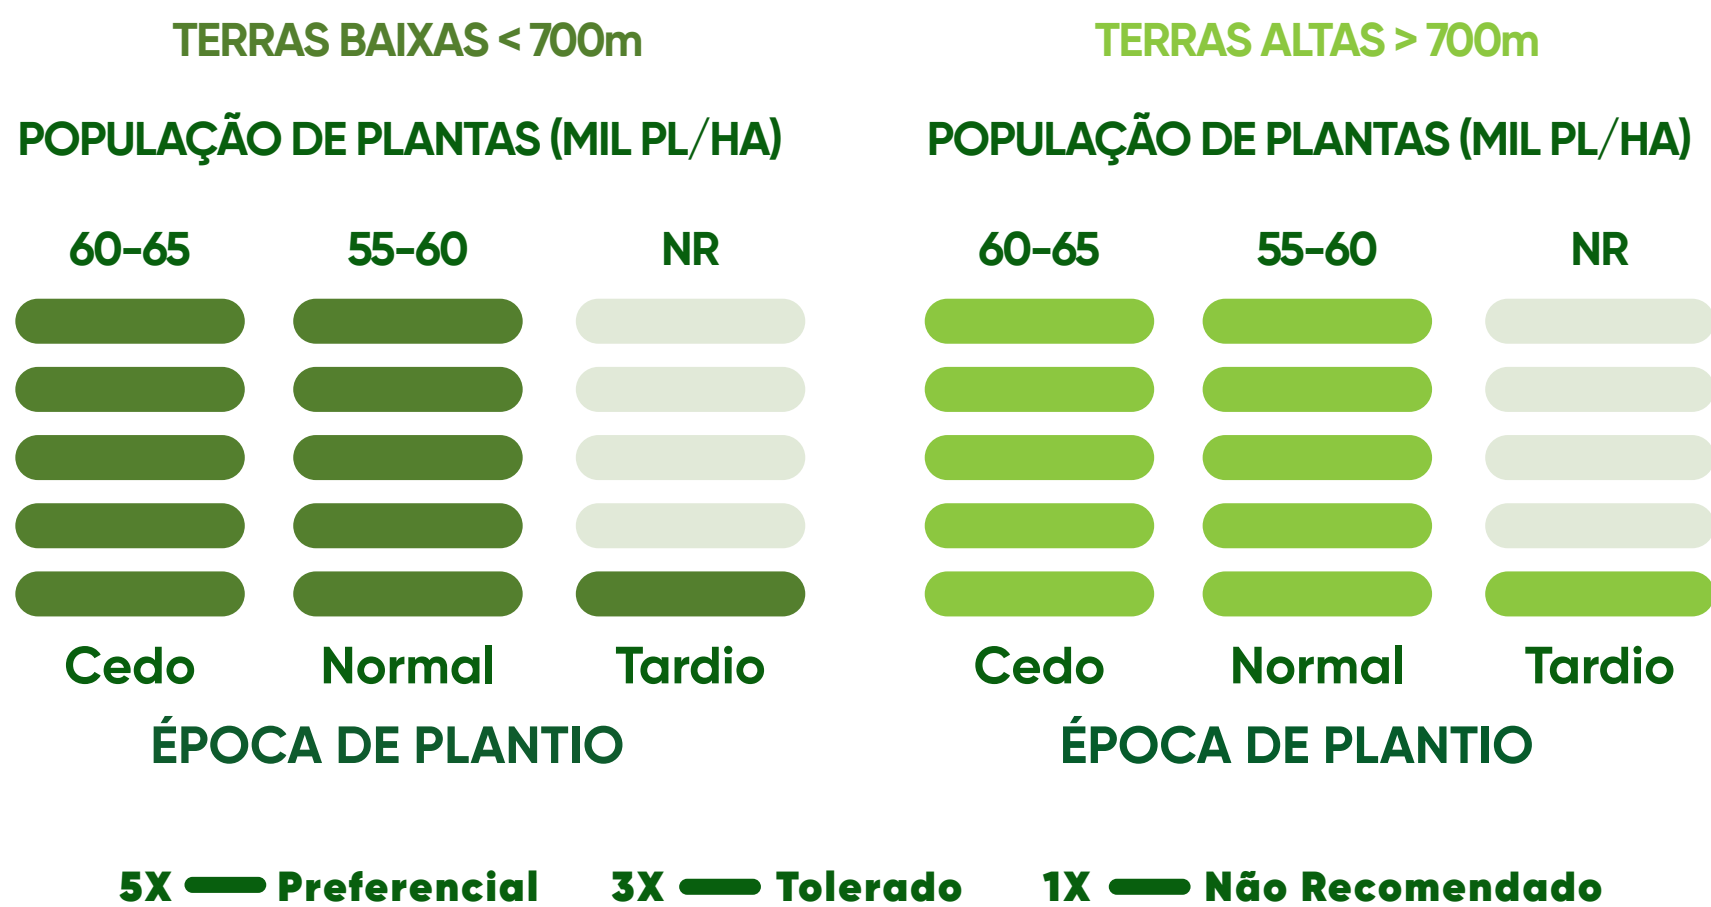 TERRAS BAIXAS < 700m
POPULAÇÃO DE PLANTAS (MIL PL/HA)
60-65 55-60 NR
Cedo Normal Tardio
ÉPOCA DE PLANTIO
TERRAS ALTAS > 700m
POPULAÇÃO DE PLANTAS (MIL PL/HA)
60-65 55-60 NR
Cedo Normal Tardio
ÉPOCA DE PLANTIO
5X Preferencial 3X Tolerado 1X Não Recomendado